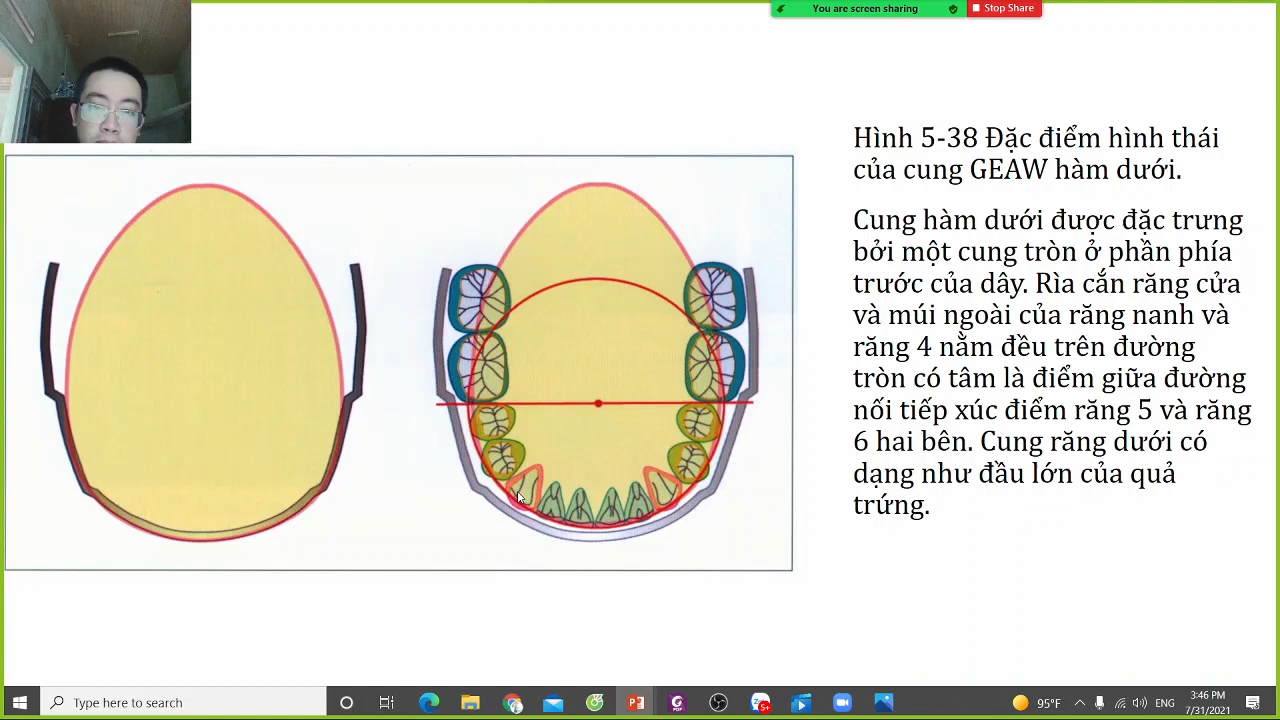 You are screen sharing
Stop Share
Hình 5-38 Đặc điểm hình thái
của cung GEAW hàm dưới.
Cung hàm dưới được đặc trưng
bởi một cung tròn ở phần phía
trước của dây. Rìa cắn răng cửa
và múi ngoài của răng nanh và
răng 4 nằm đều trên đường
tròn có tâm là điểm giữa đường
nối tiếp xúc điểm răng 5 và răng
6 hai bên. Cung răng dưới có
dạng như đầu lớn của quả
trứng.
Type here to search
95°F
ENG
3:46 PM
7/31/2021